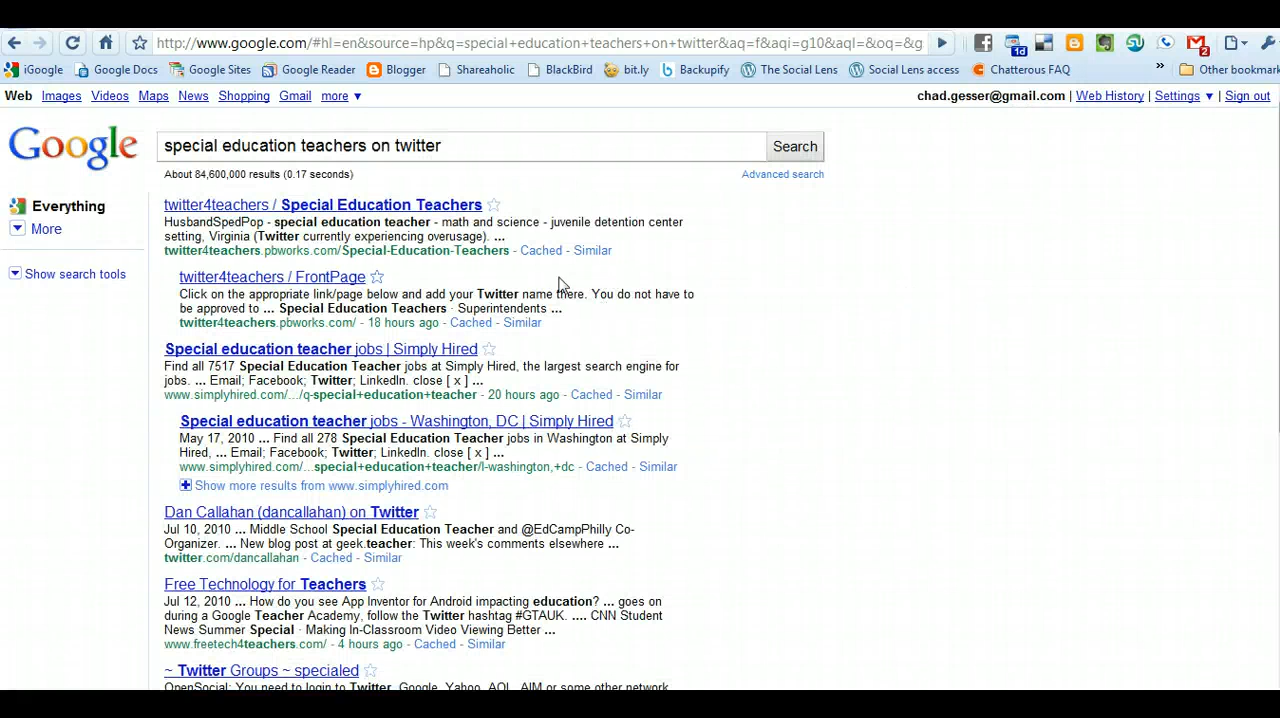 http://www.google.com/#hl=en&source=hp&q=special+education+teachers+on+twitter&aq=f&aqi=g10&aql=&oq=&g
1d
2
iGoogle Google Docs Google Sites Google Reader Blogger Shareaholic BlackBird bit.ly Backupify The Social Lens Social Lens access Chatterous FAQ » Other bookmark
Web Images Videos Maps News Shopping Gmail more ▼ chad.gesser@gmail.com | Web History | Settings ▼ | Sign out
Google
special education teachers on twitter Search
About 84,600,000 results (0.17 seconds) Advanced search
Everything
More
Show search tools
twitter4teachers / Special Education Teachers
HusbandSpedPop - special education teacher - math and science - juvenile detention center
setting, Virginia (Twitter currently experiencing overusage). ...
twitter4teachers.pbworks.com/Special-Education-Teachers - Cached - Similar
twitter4teachers / FrontPage
Click on the appropriate link/page below and add your Twitter name there. You do not have to
be approved to ... Special Education Teachers · Superintendents ...
twitter4teachers.pbworks.com/ - 18 hours ago - Cached - Similar
Special education teacher jobs | Simply Hired
Find all 7517 Special Education Teacher jobs at Simply Hired, the largest search engine for
jobs. ... Email; Facebook; Twitter; LinkedIn. close [ x ] ...
www.simplyhired.com/.../q-special+education+teacher - 20 hours ago - Cached - Similar
Special education teacher jobs - Washington, DC | Simply Hired
May 17, 2010 ... Find all 278 Special Education Teacher jobs in Washington at Simply
Hired, ... Email; Facebook; Twitter; LinkedIn. close [ x ] ...
www.simplyhired.com/...special+education+teacher/l-washington,+dc - Cached - Similar
Show more results from www.simplyhired.com
Dan Callahan (dancallahan) on Twitter
Jul 10, 2010 ... Middle School Special Education Teacher and @EdCampPhilly Co-
Organizer. ... New blog post at geek.teacher: This week's comments elsewhere ...
twitter.com/dancallahan - Cached - Similar
Free Technology for Teachers
Jul 12, 2010 ... How do you see App Inventor for Android impacting education? ... goes on
during a Google Teacher Academy, follow the Twitter hashtag #GTAUK. .... CNN Student
News Summer Special · Making In-Classroom Video Viewing Better ...
www.freetech4teachers.com/ - 4 hours ago - Cached - Similar
~ Twitter Groups ~ specialed
OpenSocial: You need to login to Twitter, Google, Yahoo, AOL, AIM or some other network